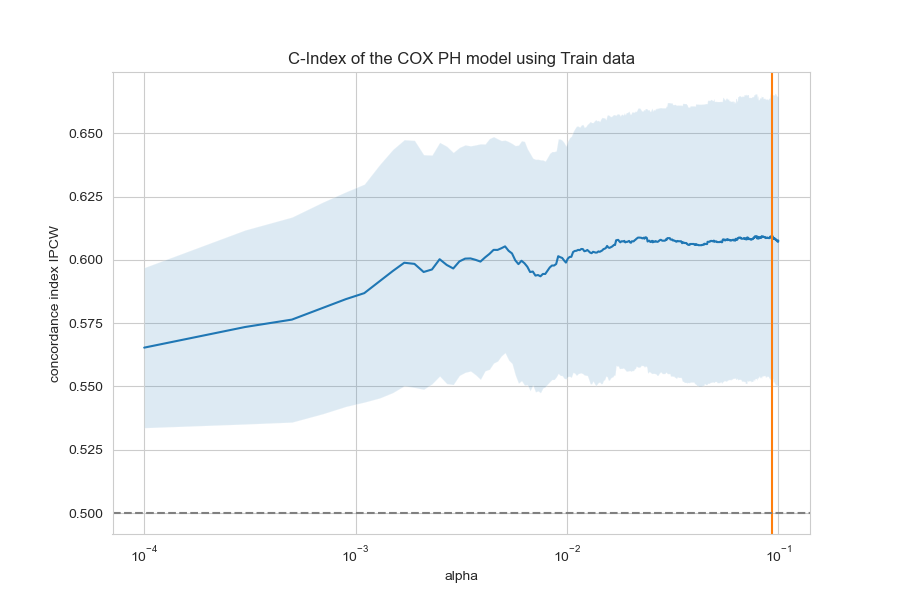 C-Index of the COX PH model using Train data
concordance index IPCW
0.650
0.625
0.600
0.575
0.550
0.525
0.500
10⁻⁴ 10⁻³ 10⁻² 10⁻¹
alpha